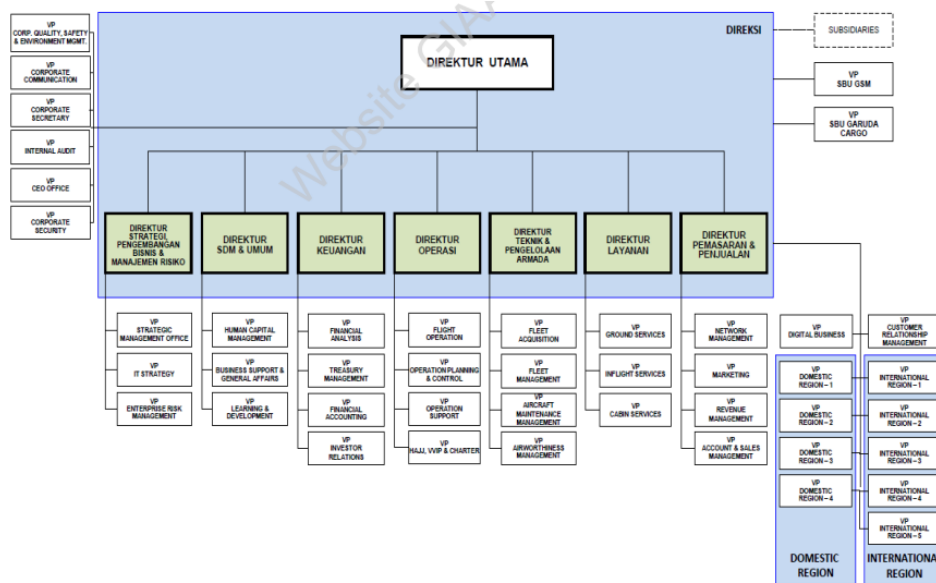 VP
CORP. QUALITY, SAFETY
& ENVIRONMENT MGMT.
VP
CORPORATE
COMMUNICATION
VP
CORPORATE
SECRETARY
VP
INTERNAL AUDIT
VP
CEO OFFICE
VP
CORPORATE
SECURITY
DIREKSI
DIREKTUR UTAMA
SUBSIDIARIES
VP
SBU GSM
VP
SBU GARUDA
CARGO
Website GIAA
DIREKTUR
STRATEGI,
PENGEMBANGAN
BISNIS &
MANAJEMEN RISIKO
DIREKTUR
SDM & UMUM
DIREKTUR
KEUANGAN
DIREKTUR
OPERASI
DIREKTUR
TEKNIK &
PENGELOLAAN
ARMADA
DIREKTUR
LAYANAN
DIREKTUR
PEMASARAN &
PENJUALAN
VP
STRATEGIC
MANAGEMENT OFFICE
VP
IT STRATEGY
VP
ENTERPRISE RISK
MANAGEMENT
VP
HUMAN CAPITAL
MANAGEMENT
VP
BUSINESS SUPPORT &
GENERAL AFFAIRS
VP
LEARNING &
DEVELOPMENT
VP
FINANCIAL
ANALYSIS
VP
TREASURY
MANAGEMENT
VP
FINANCIAL
ACCOUNTING
VP
INVESTOR
RELATIONS
VP
FLIGHT
OPERATION
VP
OPERATION PLANNING
& CONTROL
VP
OPERATION
SUPPORT
VP
HAJJ, VVIP & CHARTER
VP
FLEET
ACQUISITION
VP
FLEET
MANAGEMENT
VP
AIRCRAFT
MAINTENANCE
MANAGEMENT
VP
AIRWORTHINESS
MANAGEMENT
VP
GROUND SERVICES
VP
INFLIGHT SERVICES
VP
CABIN SERVICES
VP
NETWORK
MANAGEMENT
VP
MARKETING
VP
REVENUE
MANAGEMENT
VP
ACCOUNT & SALES
MANAGEMENT
VP
DIGITAL BUSINESS
VP
CUSTOMER
RELATIONSHIP
MANAGEMENT
VP
DOMESTIC
REGION – 1
VP
DOMESTIC
REGION – 2
VP
DOMESTIC
REGION – 3
VP
DOMESTIC
REGION – 4
DOMESTIC
REGION
VP
INTERNATIONAL
REGION – 1
VP
INTERNATIONAL
REGION – 2
VP
INTERNATIONAL
REGION – 3
VP
INTERNATIONAL
REGION – 4
VP
INTERNATIONAL
REGION – 5
INTERNATIONAL
REGION